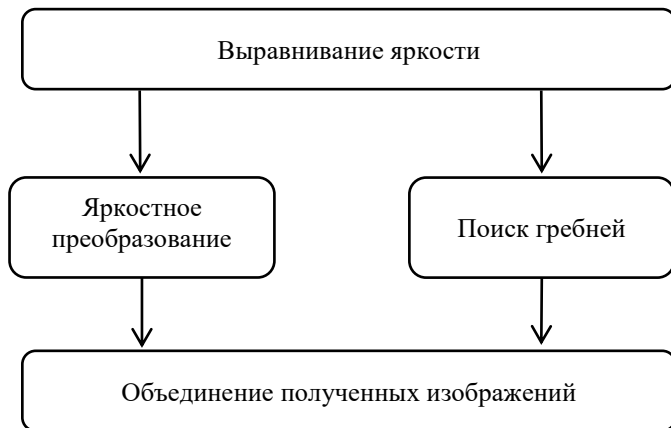 Выравнивание яркости
Яркостное
преобразование
Поиск гребней
Объединение полученных изображений